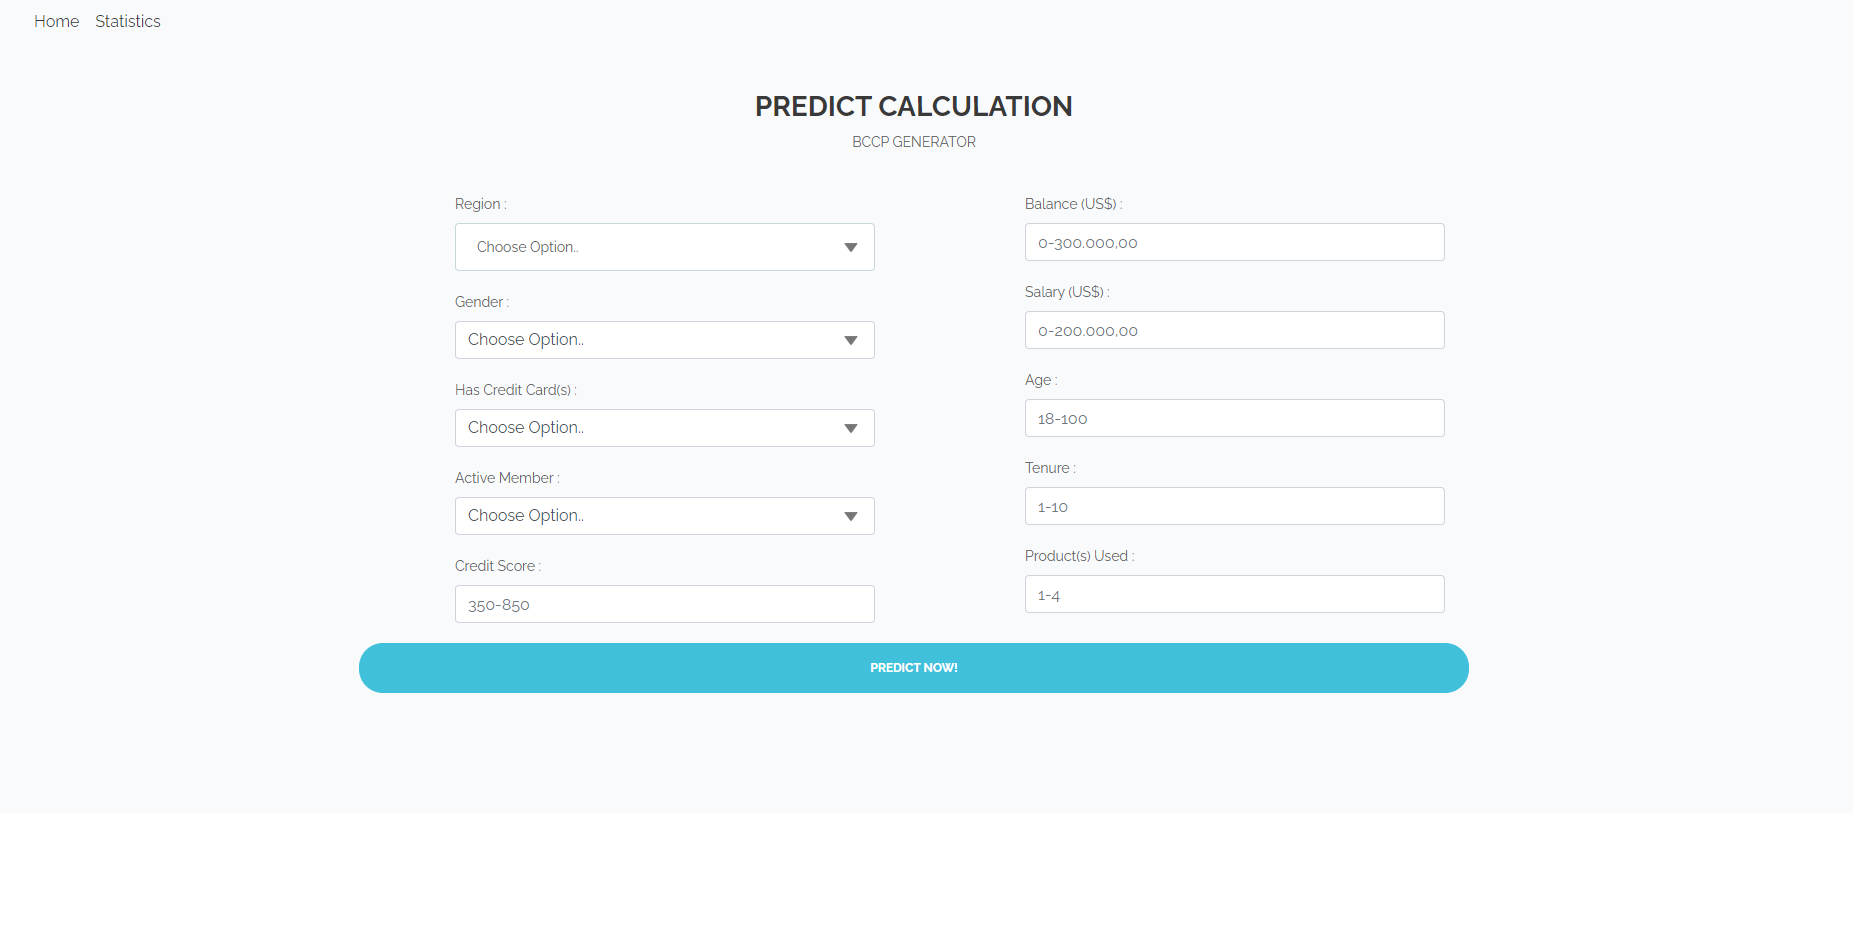 Home Statistics
PREDICT CALCULATION
BCCP GENERATOR
Region :
Choose Option..
Gender :
Choose Option..
Has Credit Card(s) :
Choose Option..
Active Member :
Choose Option..
Credit Score :
350-850
Balance (US$) :
0-300.000,00
Salary (US$) :
0-200.000,00
Age :
18-100
Tenure :
1-10
Product(s) Used :
1-4
PREDICT NOW!